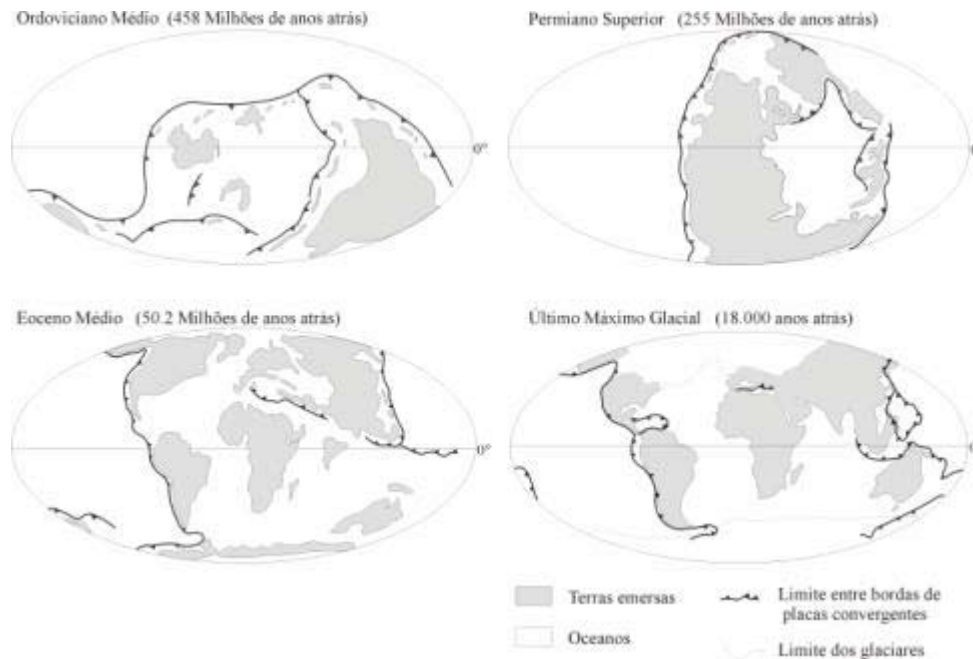 Ordoviciano Médio (458 Milhões de anos atrás)
Permiano Superior (255 Milhões de anos atrás)
0°
0
Eoceno Médio (50.2 Milhões de anos atrás)
Último Máximo Glacial (18.000 anos atrás)
0°
0
Terras emersas
Limite entre bordas de
placas convergentes
Oceanos
Limite dos glaciares